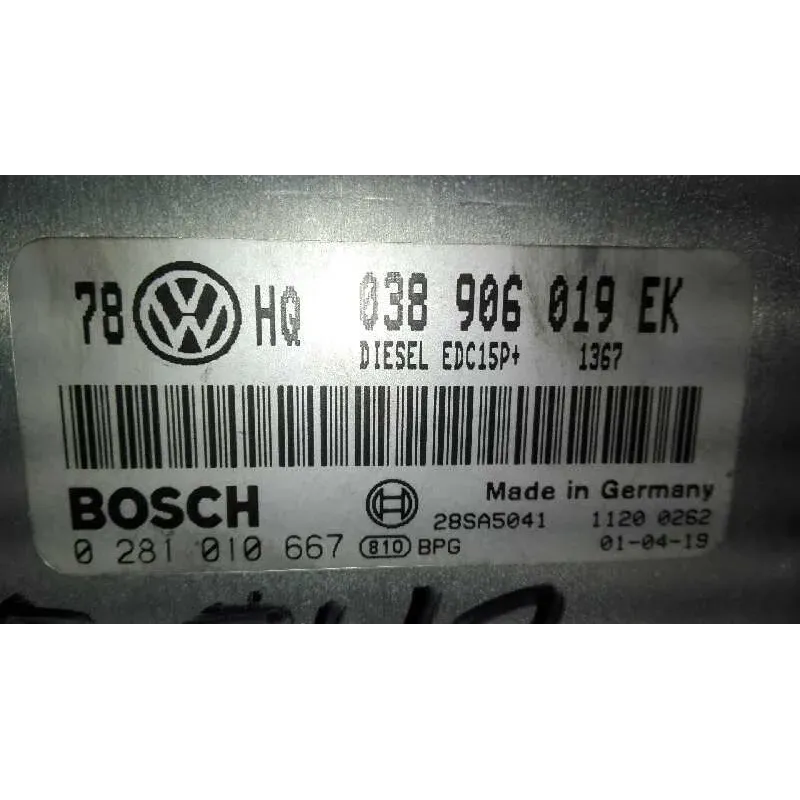 78 VW HQ 038 906 019 EK
DIESEL EDC15P+ 1367
BOSCH Made in Germany
28SA5041 1120 0262
0 281 010 667 810 BPG 01-04-19